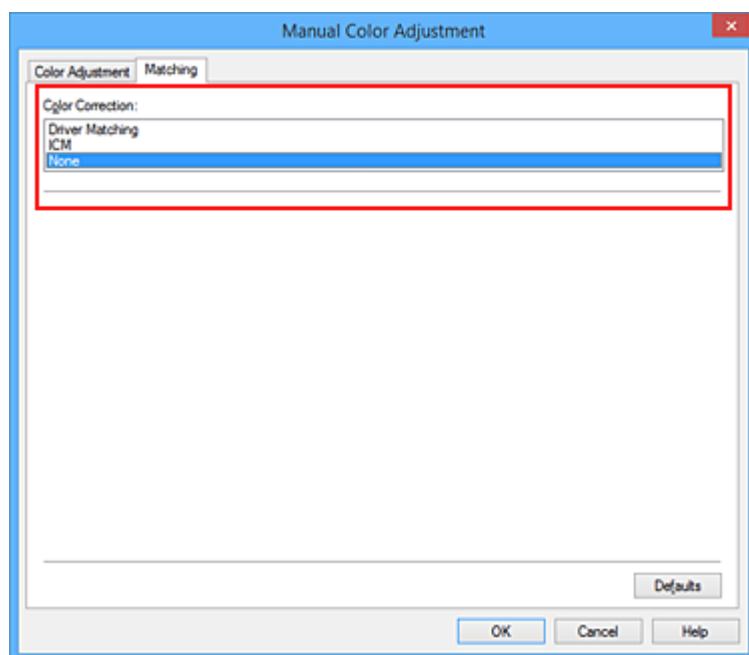 Manual Color Adjustment
Color Adjustment Matching
Color Correction:
Driver Matching
ICM
None
Defaults
OK Cancel Help